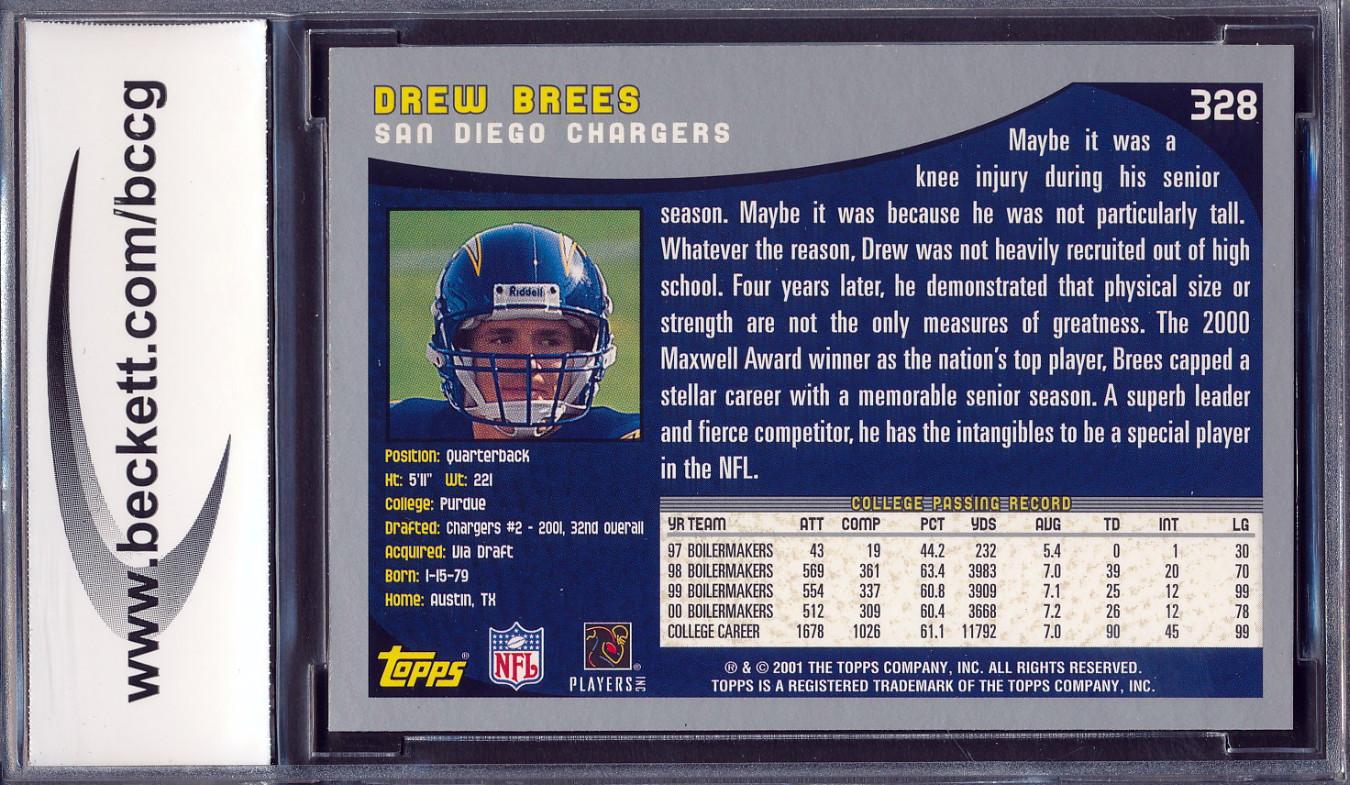 www.beckett.com/bccg
DREW BREES
SAN DIEGO CHARGERS
328
Maybe it was a
knee injury during his senior
season. Maybe it was because he was not particularly tall.
Whatever the reason, Drew was not heavily recruited out of high
school. Four years later, he demonstrated that physical size or
strength are not the only measures of greatness. The 2000
Maxwell Award winner as the nation's top player, Brees capped a
stellar career with a memorable senior season. A superb leader
and fierce competitor, he has the intangibles to be a special player
in the NFL.
Riddell
Position: Quarterback
Ht: 5'11" Wt: 221
College: Purdue
Drafted: Chargers #2 - 2001, 32nd overall
Acquired: Via Draft
Born: 1-15-79
Home: Austin, TX
COLLEGE PASSING RECORD
YR TEAM ATT COMP PCT YDS AVG TD INT LG
97 BOILERMAKERS 43 19 44.2 232 5.4 0 1 30
98 BOILERMAKERS 569 361 63.4 3983 7.0 39 20 70
99 BOILERMAKERS 554 337 60.8 3909 7.1 25 12 99
00 BOILERMAKERS 512 309 60.4 3668 7.2 26 12 78
COLLEGE CAREER 1678 1026 61.1 11792 7.0 90 45 99
topps®
NFL
PLAYERS INC ®
® & © 2001 THE TOPPS COMPANY, INC. ALL RIGHTS RESERVED.
TOPPS IS A REGISTERED TRADEMARK OF THE TOPPS COMPANY, INC.